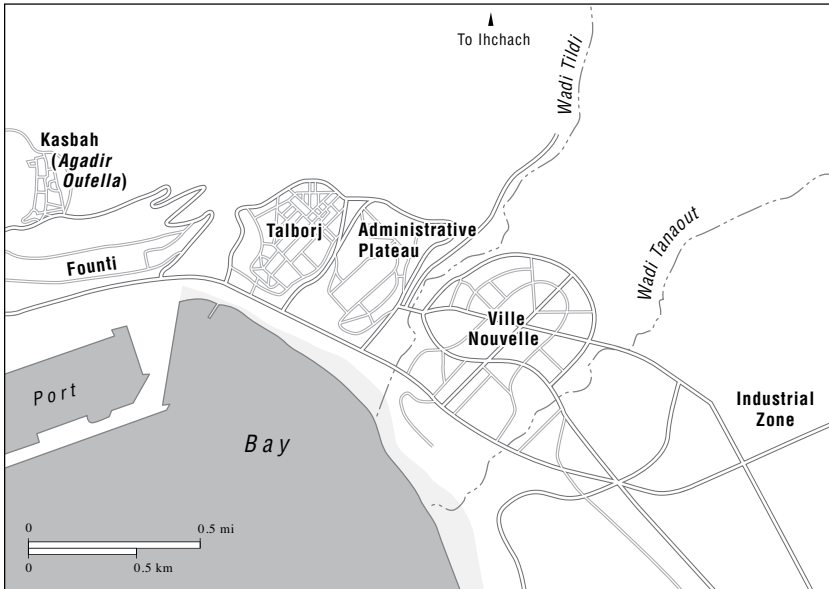 To Ihchach
Wadi Tildi
Kasbah
(Agadir
Oufella)
Talborj
Administrative
Plateau
Wadi Tanaout
Founti
Ville
Nouvelle
Port
Bay
Industrial
Zone
0 0.5 mi
0 0.5 km